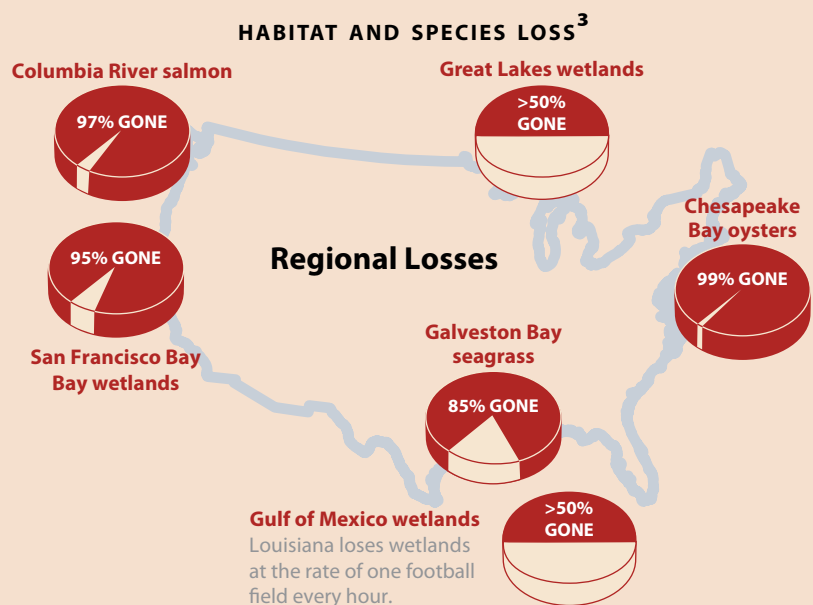 HABITAT AND SPECIES LOSS³
Columbia River salmon
97% GONE
Great Lakes wetlands
>50%
GONE
Chesapeake
Bay oysters
99% GONE
Regional Losses
95% GONE
San Francisco Bay
Bay wetlands
Galveston Bay
seagrass
85% GONE
Gulf of Mexico wetlands
Louisiana loses wetlands
at the rate of one football
field every hour.
>50%
GONE